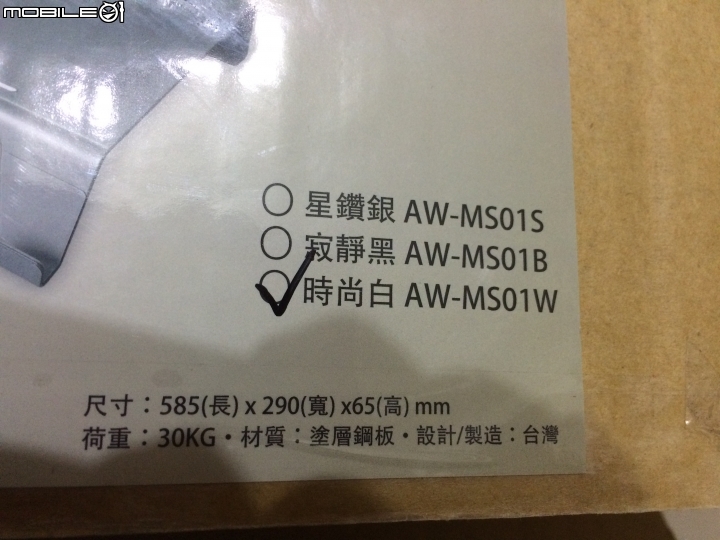 MOBILE01
星鑽銀 AW-MS01S
寂靜黑 AW-MS01B
時尚白 AW-MS01W
尺寸：585(長) x 290(寬) x65(高) mm
荷重：30KG・材質：塗層鋼板・設計/製造：台灣